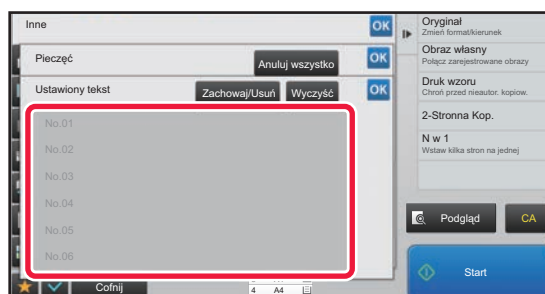 Inne
OK
Pieczęć
Anuluj wszystko
OK
Ustawiony tekst
Zachowaj/Usuń
Wyczyść
OK
No.01
No.02
No.03
No.04
No.05
No.06
Cofnij
4 A4
Oryginał
Zmień format/kierunek
Obraz własny
Połącz zarejestrowane obrazy
Druk wzoru
Chroń przed nieautor. kopiow.
2-Stronna Kop.
N w 1
Wstaw kilka stron na jednej
Podgląd
CA
Start